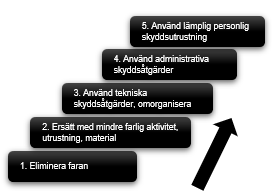 5. Använd lämplig personlig
skyddsutrustning
4. Använd administrativa
skyddsåtgärder
3. Använd tekniska
skyddsåtgärder, omorganisera
2. Ersätt med mindre farlig aktivitet,
utrustning, material
1. Eliminera faran